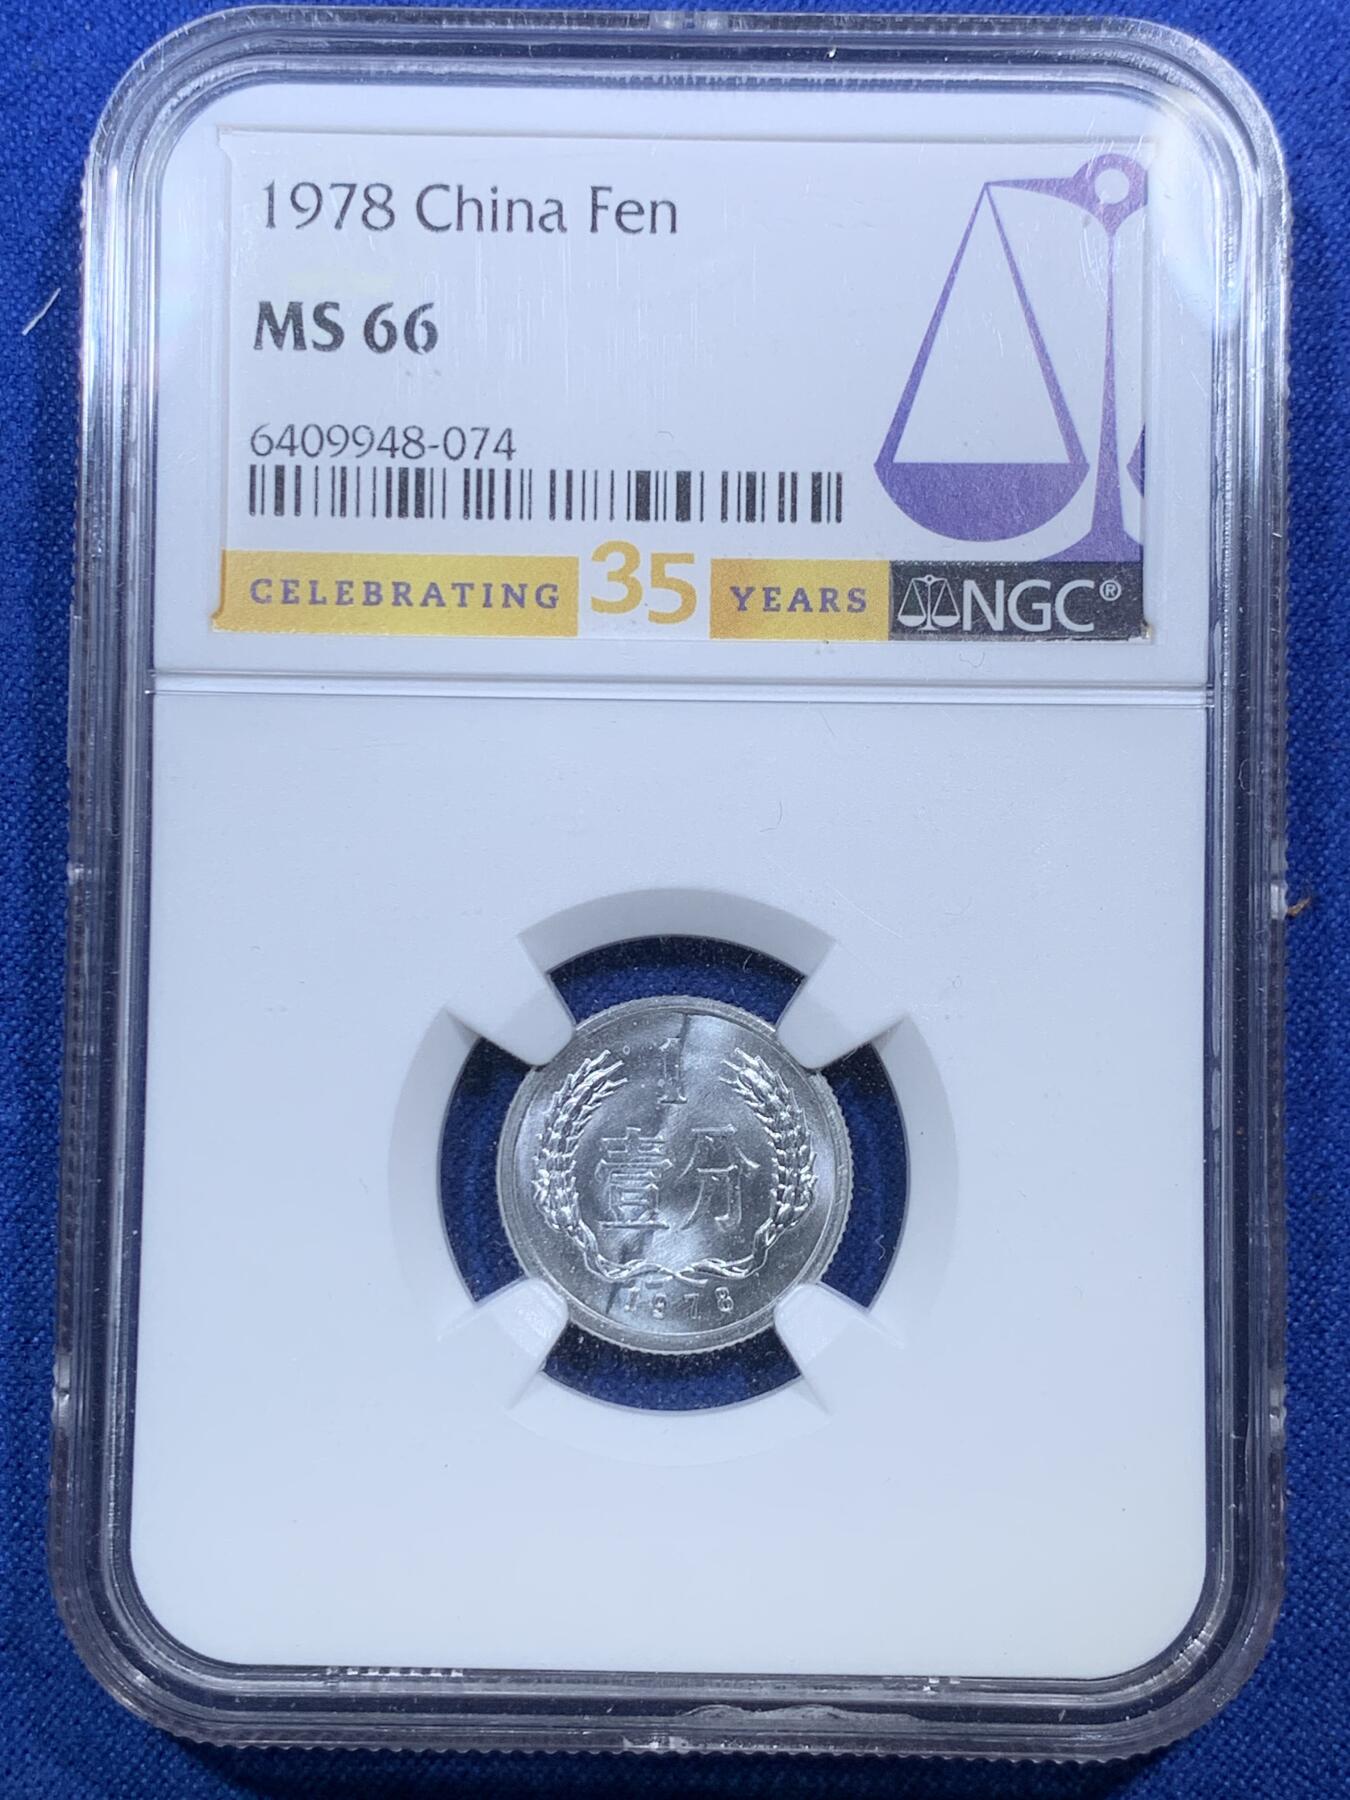 1978 China Fen
MS 66
6409948-074
CELEBRATING 35 YEARS NGC®
1
壹分
1978